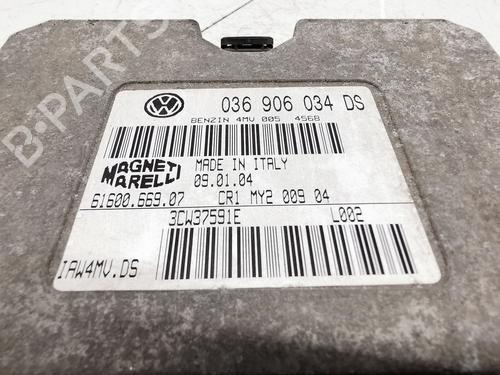 B-PARTS
036 906 034 DS
BENZIN 4MV 005 4568
MAGNETI MARELLI
MADE IN ITALY
09.01.04
61600.669.07 CR1 MY2 009 04
3CW37591E L002
IAW4MV.DS